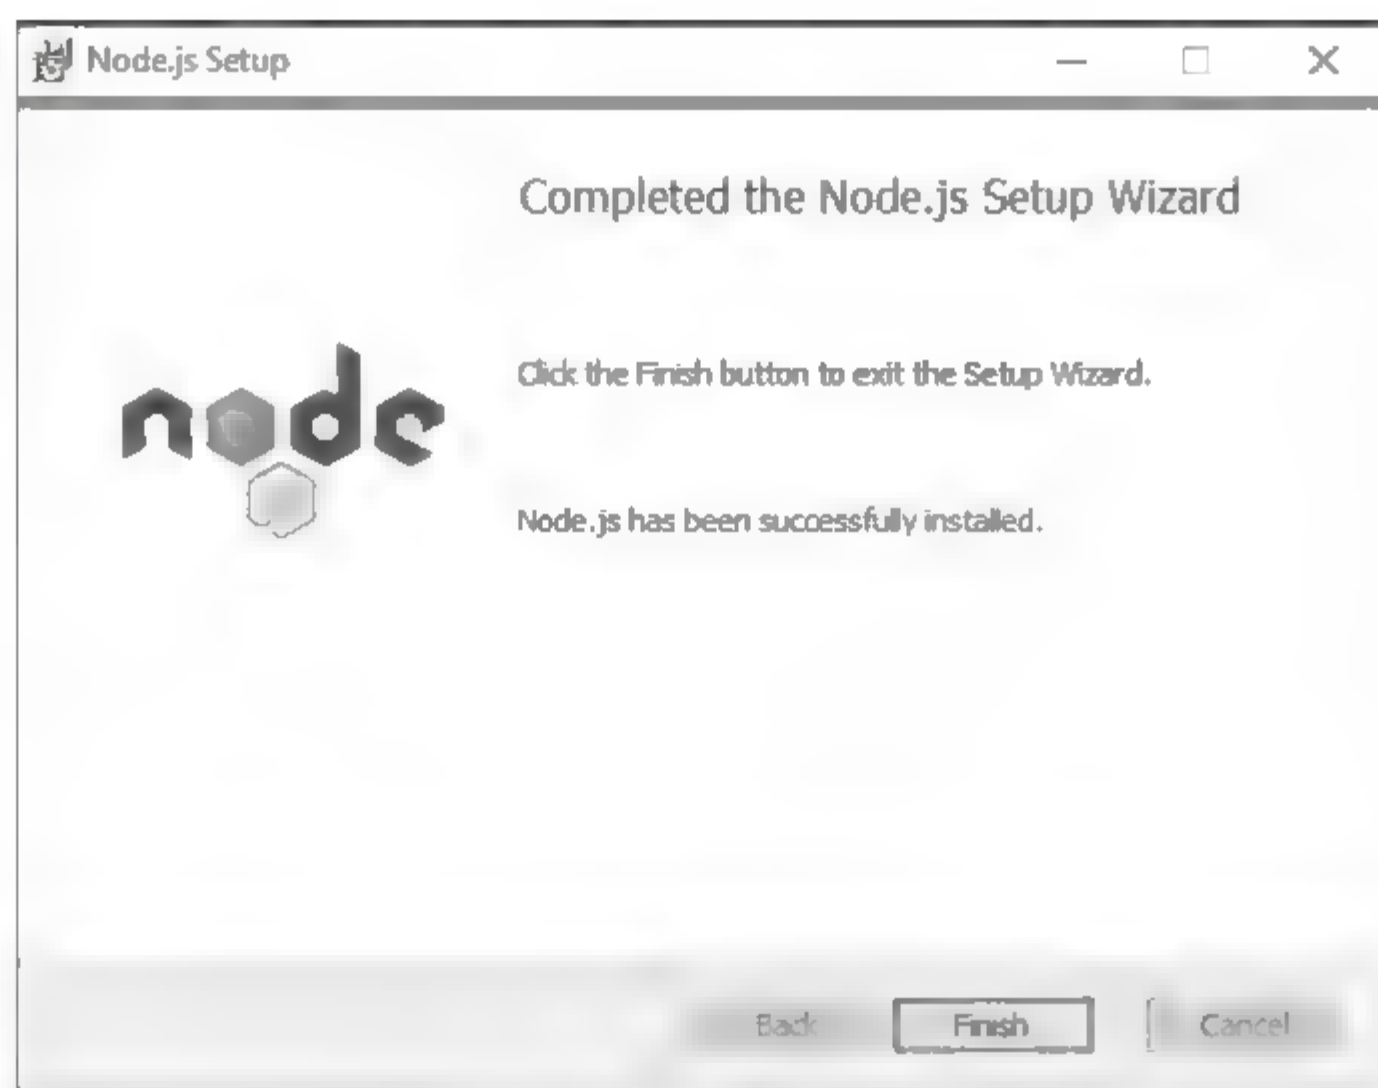 Node.js Setup
Completed the Node.js Setup Wizard
Click the Finish button to exit the Setup Wizard.
node
Node.js has been successfully installed.
Back Finish Cancel